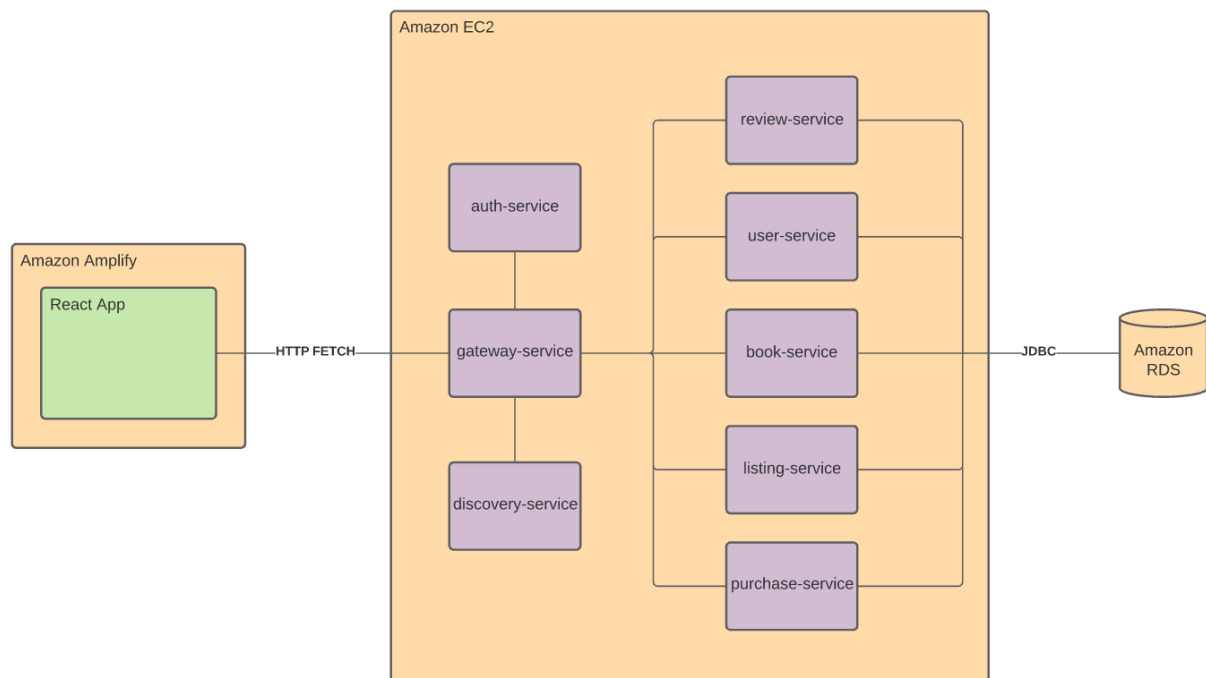 Amazon EC2
Amazon Amplify
React App
HTTP FETCH
auth-service
gateway-service
discovery-service
review-service
user-service
book-service
listing-service
purchase-service
JDBC
Amazon
RDS